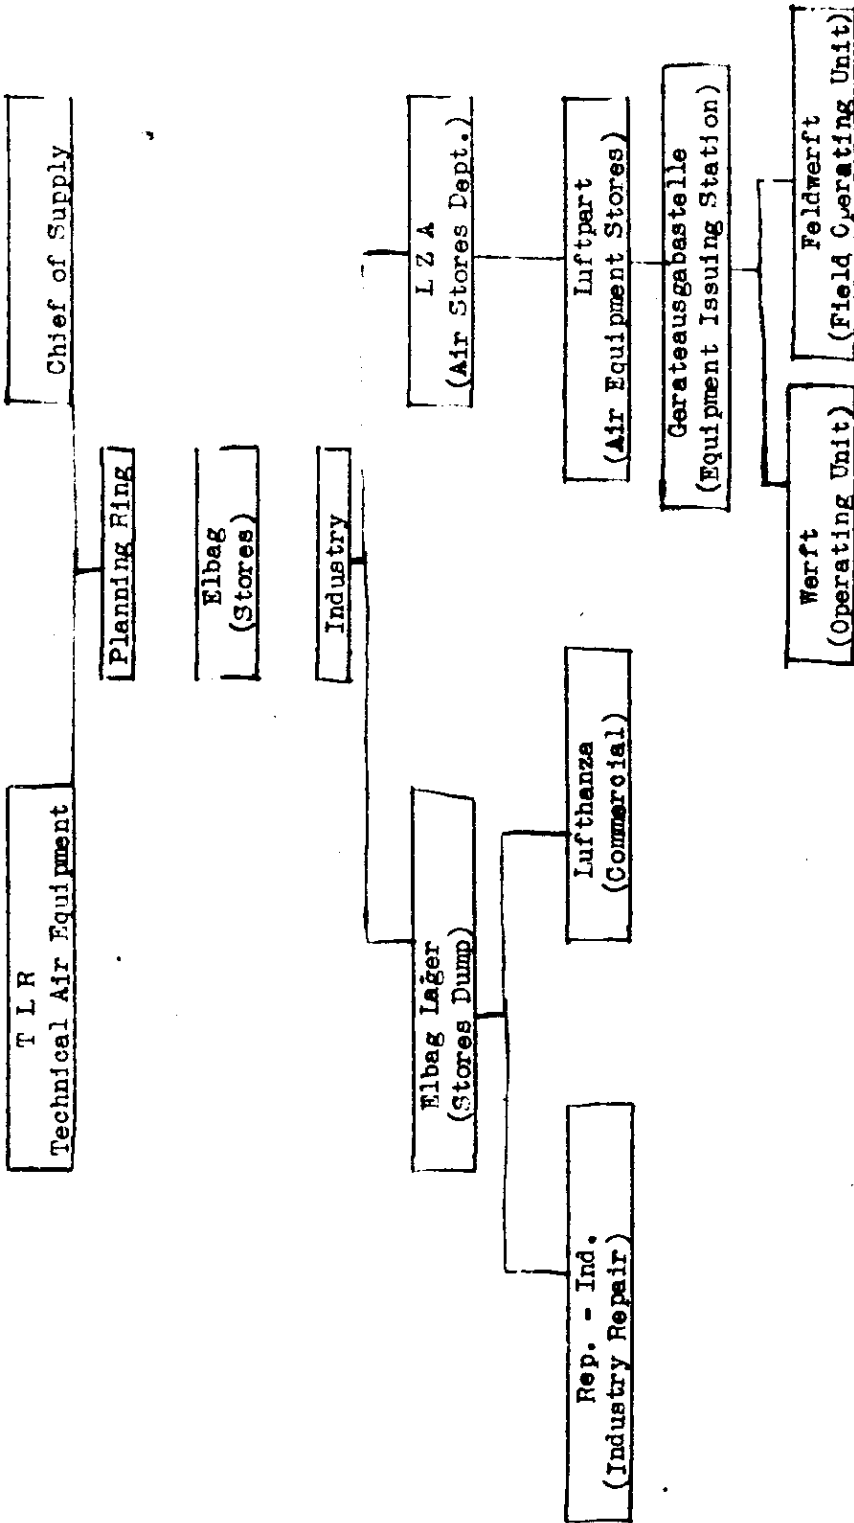 T L R
Technical Air Equipment
Chief of Supply
Planning Ring
Elbag
(Stores)
Industry
Elbag Lager
(Stores Dump)
L Z A
(Air Stores Dept.)
Rep. - Ind.
(Industry Repair)
Lufthanza
(Commercial)
Luftpart
(Air Equipment Stores)
Gerateausgabastelle
(Equipment Issuing Station)
Werft
(Operating Unit)
Feldwerft
(Field Operating Unit)